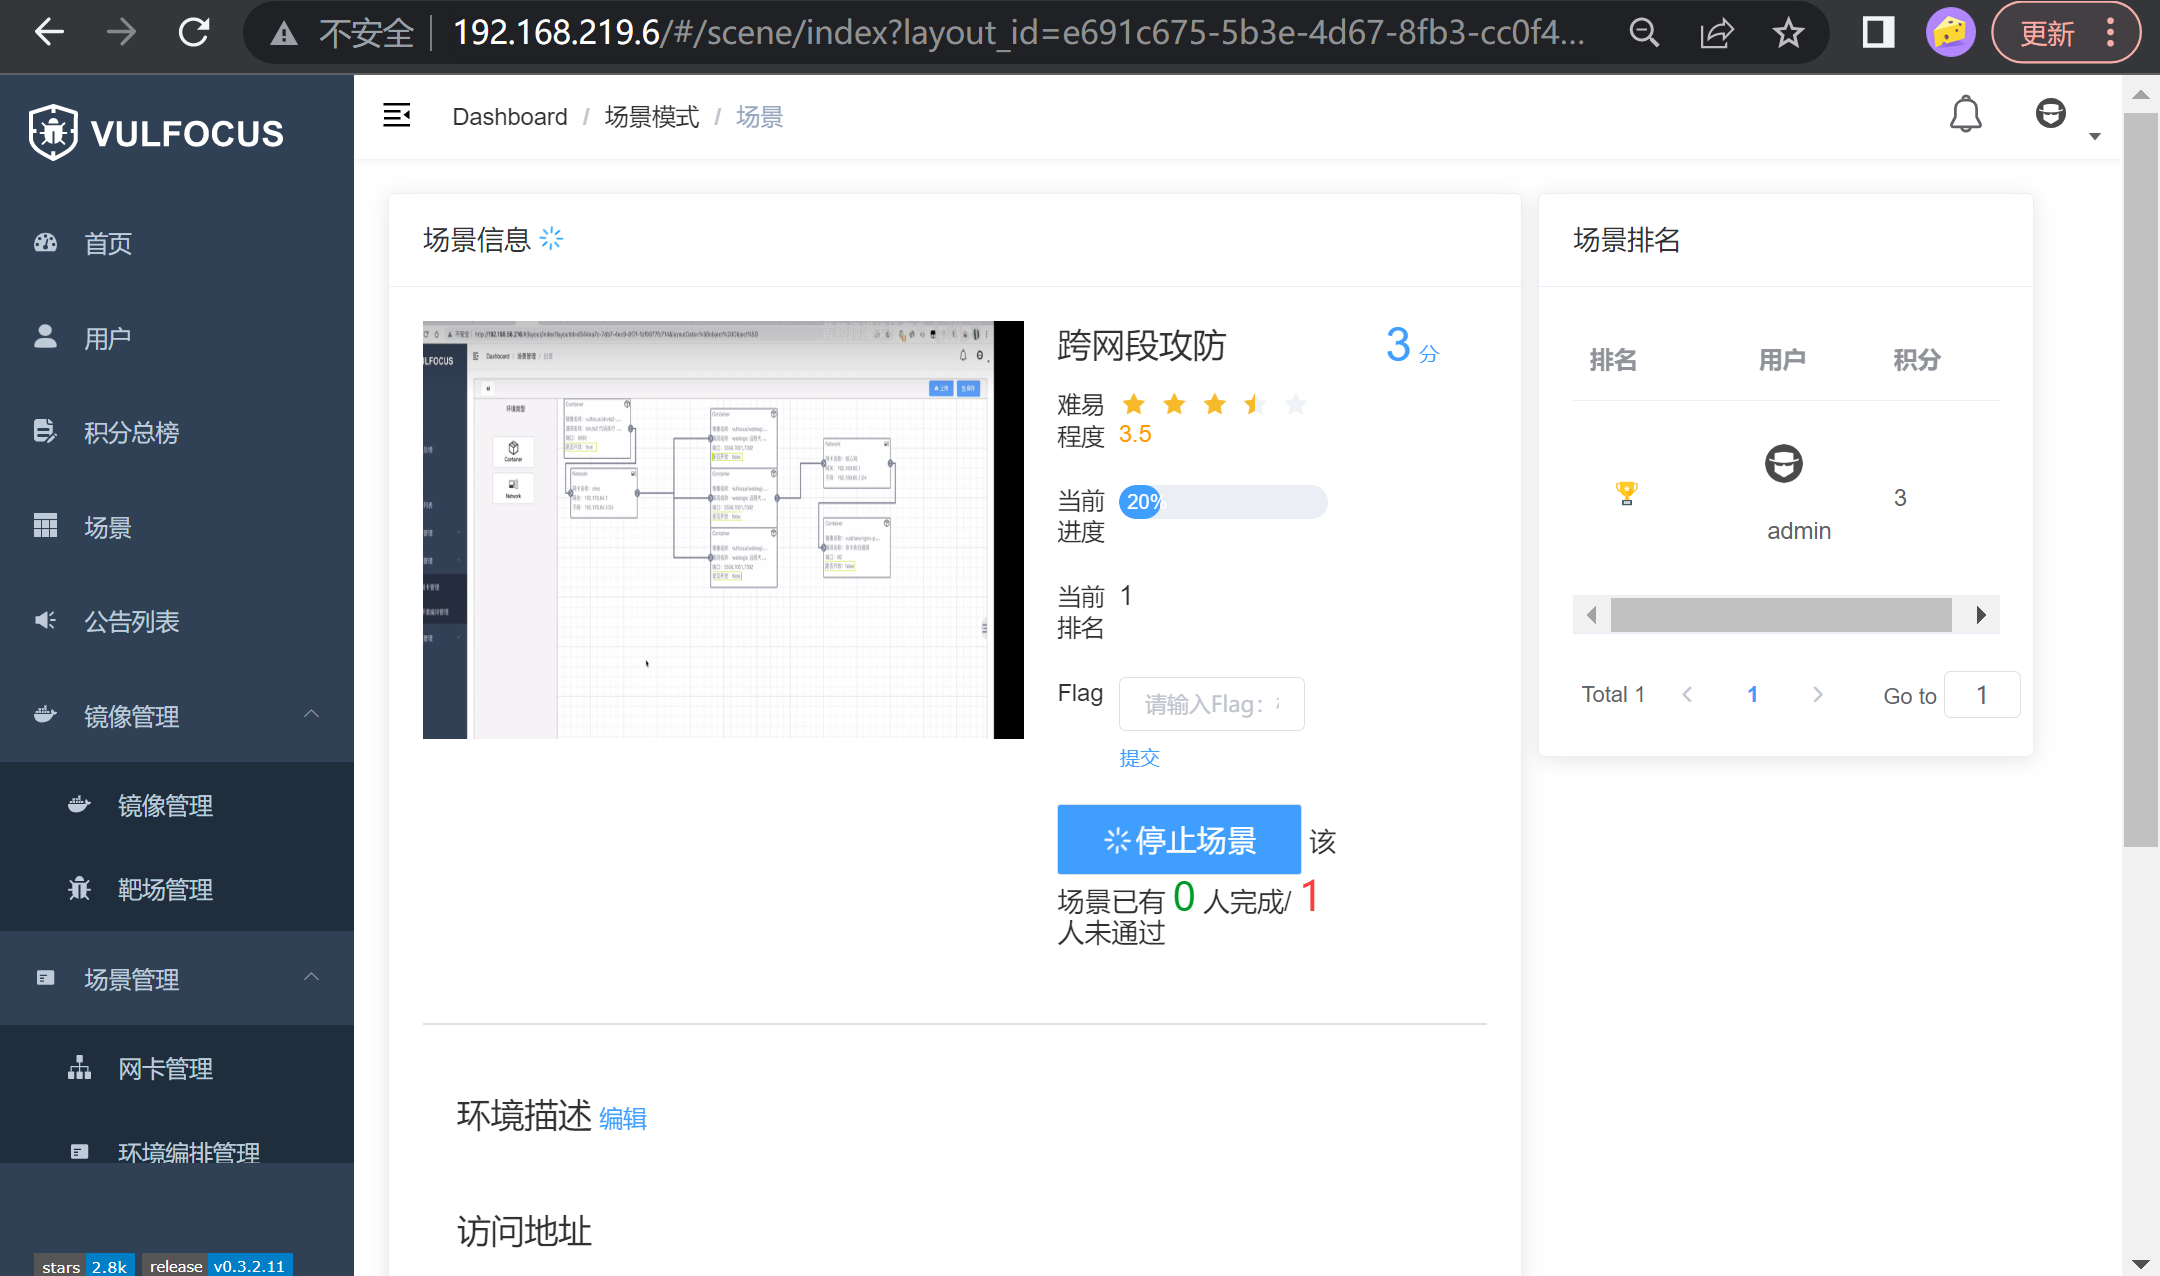 不安全 192.168.219.6/#/scene/index?layout_id=e691c675-5b3e-4d67-8fb3-cc0f4...
更新
VULFOCUS
Dashboard / 场景模式 / 场景
首页
用户
积分总榜
场景
公告列表
镜像管理
镜像管理
靶场管理
场景管理
网卡管理
环境编排管理
stars 2.8k release v0.3.2.11
场景信息
Dashboard
Container
Network
跨网段攻防
3 分
难易程度
3.5
当前进度
20%
当前排名
1
Flag
请输入Flag：
提交
停止场景 该
场景已有 0 人完成/ 1
人未通过
环境描述 编辑
访问地址
场景排名
排名 用户 积分
admin 3
Total 1 1 Go to 1